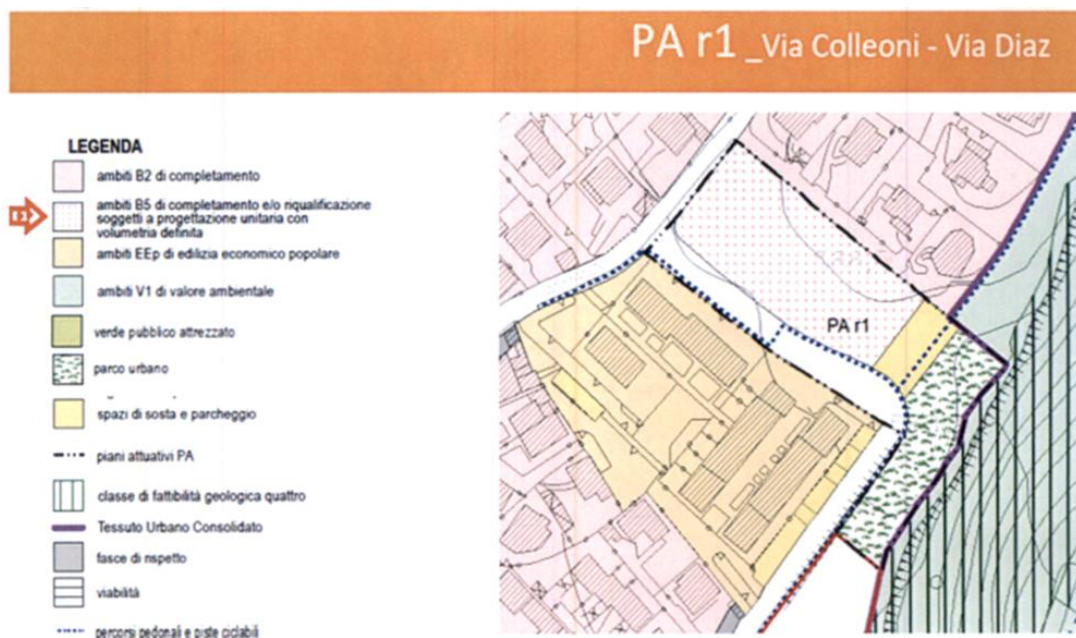 PA r1 _Via Colleoni - Via Diaz
LEGENDA
ambiti B2 di completamento
ambiti B5 di completamento e/o riqualificazione
soggetti a progettazione unitaria con
volumetria definita
ambiti EEp di edilizia economico popolare
ambiti V1 di valore ambientale
verde pubblico attrezzato
parco urbano
spazi di sosta e parcheggio
piani attuativi PA
classe di fattibilità geologica quattro
Tessuto Urbano Consolidato
fasce di rispetto
viabilità
percorsi pedonali e piste ciclabili
PA r1